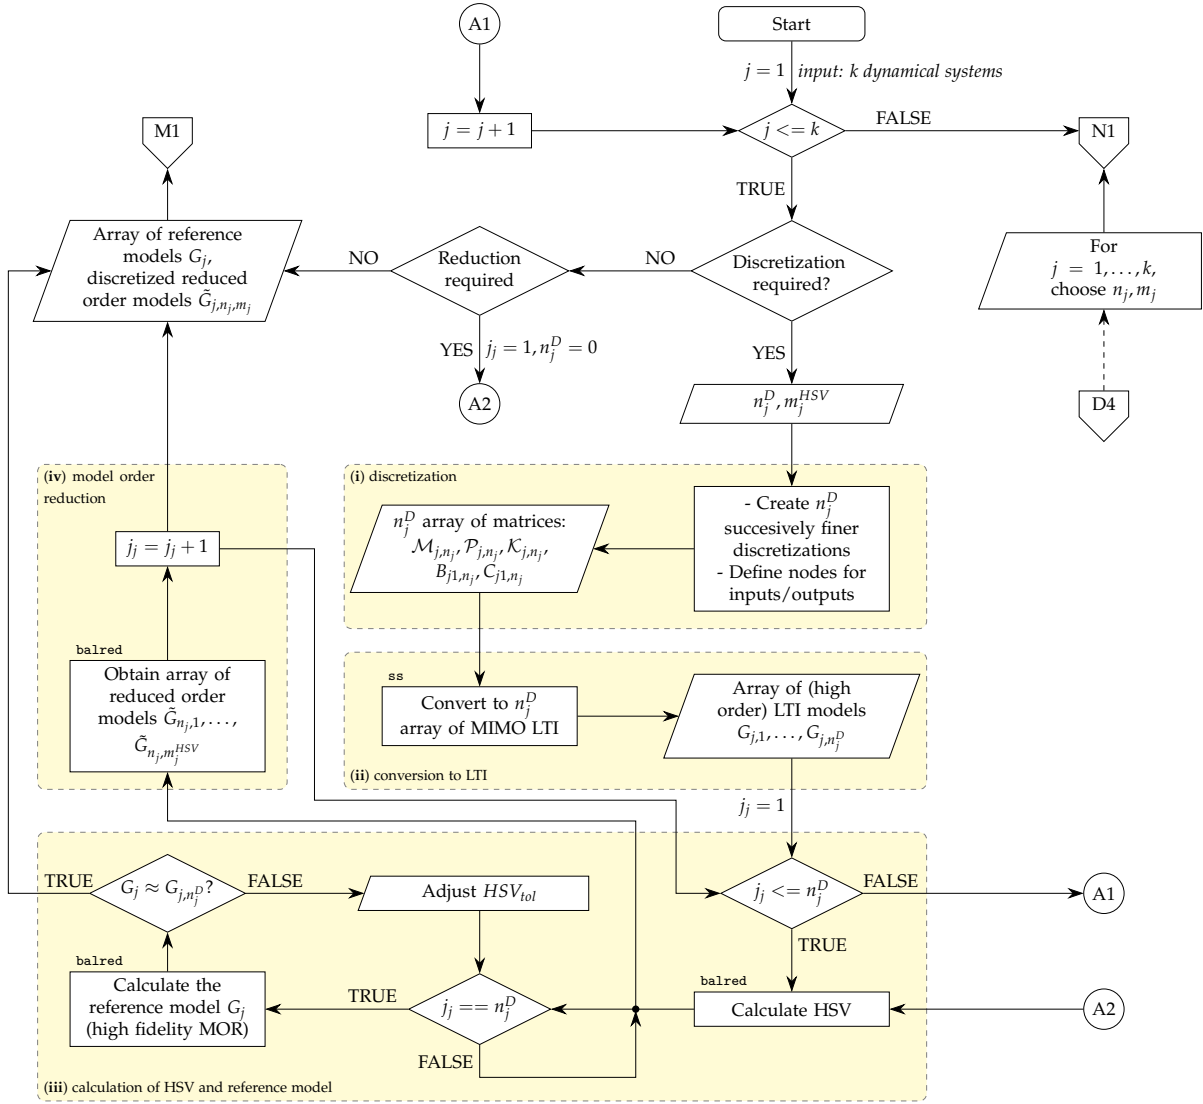 A1
Start
j = 1 input: k dynamical systems
M1
j = j + 1
j <= k
FALSE
N1
TRUE
Array of reference
models G_j,
discretized reduced
order models G̃_{j,n_j,m_j}
NO
Reduction
required
NO
Discretization
required?
For
j = 1, . . . , k,
choose n_j, m_j
YES j_j = 1, n_j^D = 0
YES
A2
n_j^D, m_j^{HSV}
D4
(iv) model order
reduction
(i) discretization
j_j = j_j + 1
n_j^D array of matrices:
ℳ_{j,n_j}, 𝒫_{j,n_j}, 𝒦_{j,n_j},
B_{j1,n_j}, C_{j1,n_j}
- Create n_j^D
succesively finer
discretizations
- Define nodes for
inputs/outputs
balred
Obtain array of
reduced order
models G̃_{n_j,1}, . . . ,
G̃_{n_j,m_j^{HSV}}
ss
Convert to n_j^D
array of MIMO LTI
Array of (high
order) LTI models
G_{j,1}, . . . , G_{j,n_j^D}
(ii) conversion to LTI
j_j = 1
TRUE
G_j ≈ G_{j,n_j^D}?
FALSE
Adjust HSV_{tol}
j_j <= n_j^D
FALSE
A1
TRUE
balred
Calculate the
reference model G_j
(high fidelity MOR)
TRUE
j_j == n_j^D
FALSE
balred
Calculate HSV
A2
(iii) calculation of HSV and reference model